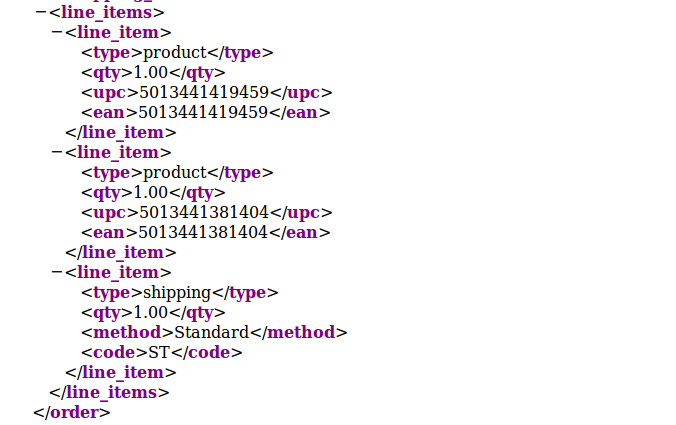 −<line_items>
−<line_item>
<type>product</type>
<qty>1.00</qty>
<upc>5013441419459</upc>
<ean>5013441419459</ean>
</line_item>
−<line_item>
<type>product</type>
<qty>1.00</qty>
<upc>5013441381404</upc>
<ean>5013441381404</ean>
</line_item>
−<line_item>
<type>shipping</type>
<qty>1.00</qty>
<method>Standard</method>
<code>ST</code>
</line_item>
</line_items>
</order>